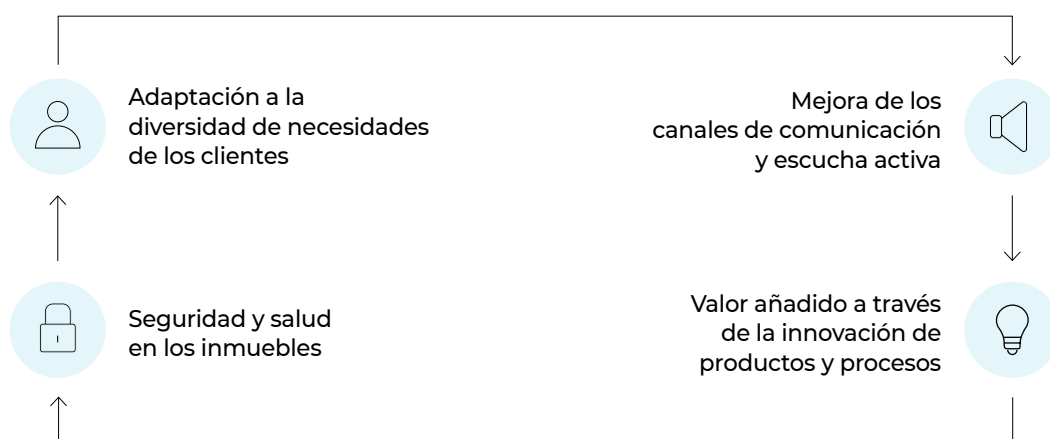 Adaptación a la
diversidad de necesidades
de los clientes
Mejora de los
canales de comunicación
y escucha activa
Seguridad y salud
en los inmuebles
Valor añadido a través
de la innovación de
productos y procesos